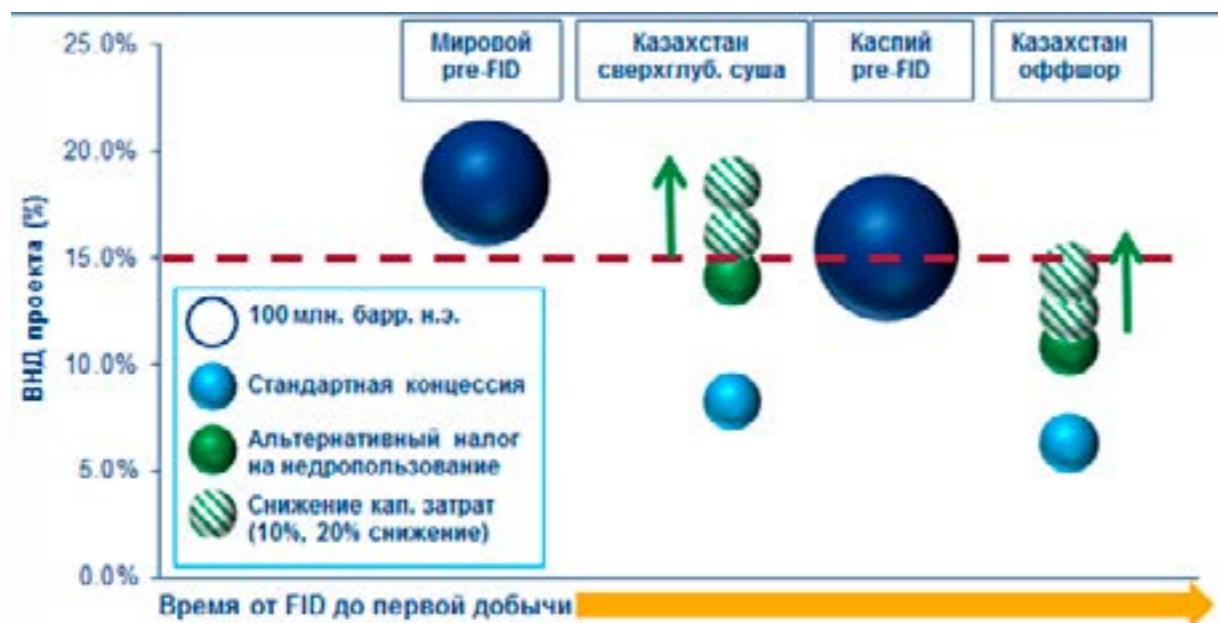 25.0%
20.0%
15.0%
10.0%
5.0%
0.0%
ВНД проекта (%)
Мировой
pre-FID
Казахстан
сверхглуб. суша
Каспий
pre-FID
Казахстан
оффшор
100 млн. барр. н.э.
Стандартная концессия
Альтернативный налог
на недропользование
Снижение кап. затрат
(10%, 20% снижение)
Время от FID до первой добычи